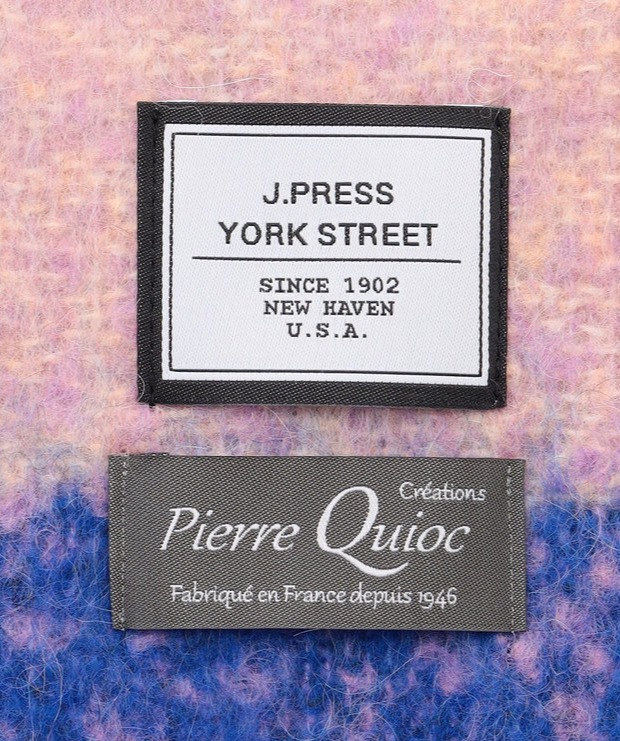 J.PRESS
YORK STREET
SINCE 1902
NEW HAVEN
U.S.A.
Créations
Pierre Quioc
Fabriqué en France depuis 1946